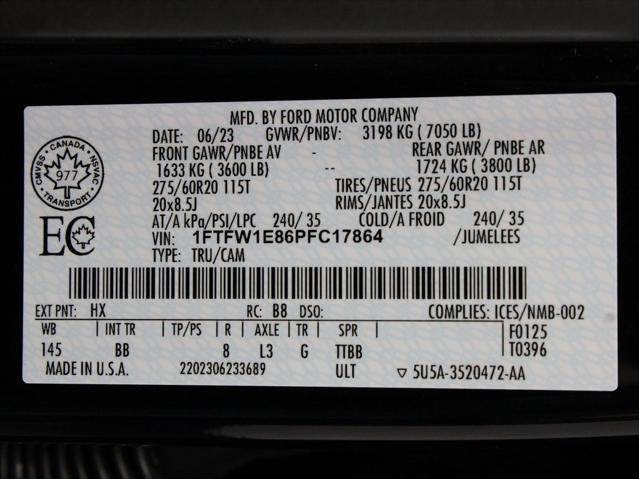 MFD. BY FORD MOTOR COMPANY
DATE: 06/23 GVWR/PNBV: 3198 KG ( 7050 LB)
FRONT GAWR/PNBE AV - REAR GAWR/ PNBE AR
1633 KG ( 3600 LB) -- 1724 KG ( 3800 LB)
275/60R20 115T TIRES/PNEUS 275/60R20 115T
20x8.5J RIMS/JANTES 20x8.5J
AT/A kPa/PSI/LPC 240/ 35 COLD/A FROID 240/ 35
VIN: 1FTFW1E86PFC17864 /JUMELEES
TYPE: TRU/CAM
CANADA
CMVSS NSVAC
977
TRANSPORT
EC
EXT PNT: HX RC: B8 DSO: COMPLIES: ICES/NMB-002
WB INT TR TP/PS R AXLE TR SPR F0125
145 BB 8 L3 G TTBB T0396
MADE IN U.S.A. 2202306233689 ULT ▽ 5U5A-3520472-AA